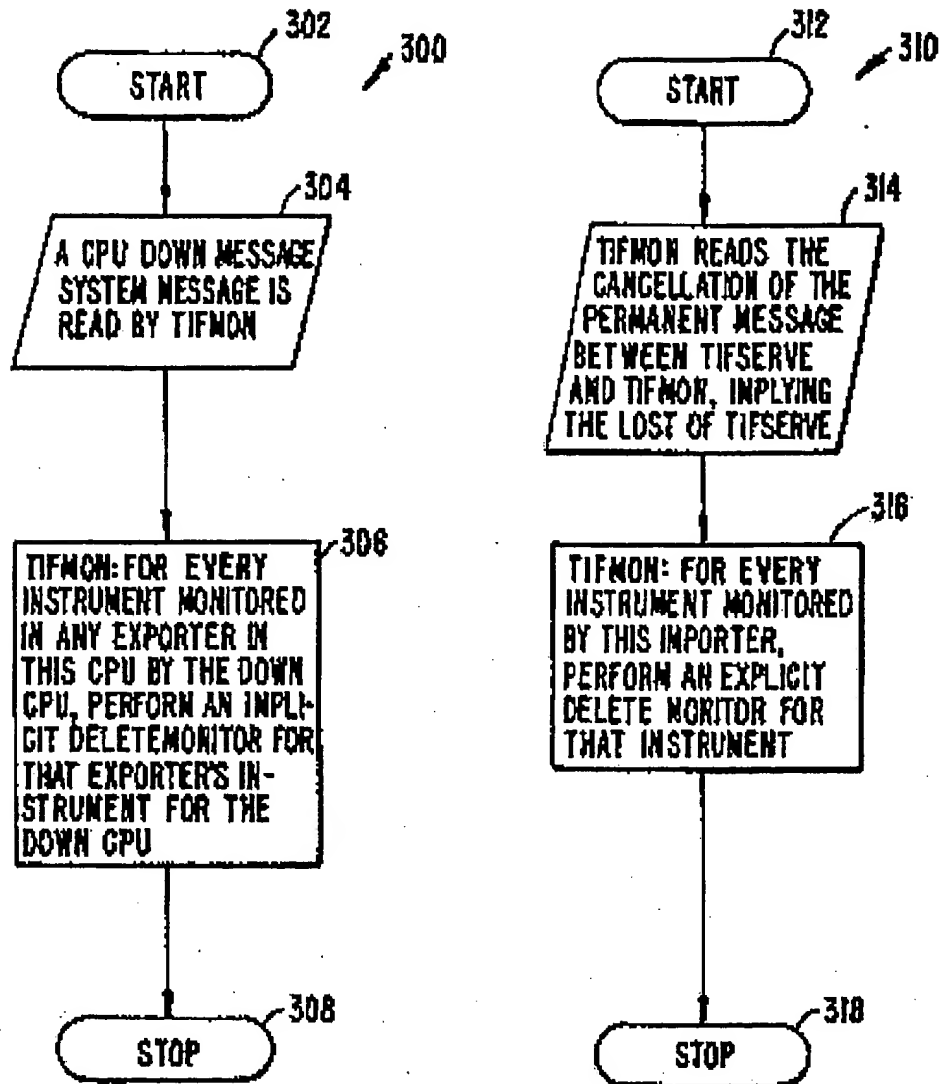 302
300
START
304
A CPU DOWN MESSAGE
SYSTEM MESSAGE IS
READ BY TIFMON
306
TIFMON: FOR EVERY
INSTRUMENT MONITORED
IN ANY EXPORTER IN
THIS CPU BY THE DOWN
CPU, PERFORM AN IMPLI-
CIT DELETEMONITOR FOR
THAT EXPORTER'S IN-
STRUMENT FOR THE
DOWN CPU
308
STOP
312
310
START
314
TIFMON READS THE
CANCELLATION OF THE
PERMANENT MESSAGE
BETWEEN TIFSERVE
AND TIFMON, IMPLYING
THE LOST OF TIFSERVE
316
TIFMON: FOR EVERY
INSTRUMENT MONITORED
BY THIS IMPORTER,
PERFORM AN EXPLICIT
DELETE MONITOR FOR
THAT INSTRUMENT
318
STOP